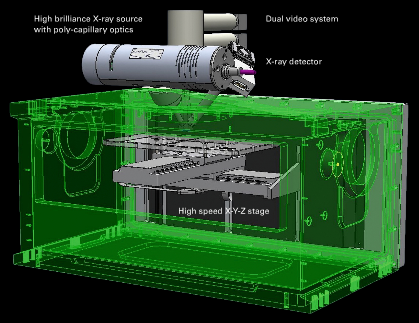 High brilliance X-ray source
with poly-capillary optics
Dual video system
X-ray detector
High speed X-Y-Z stage